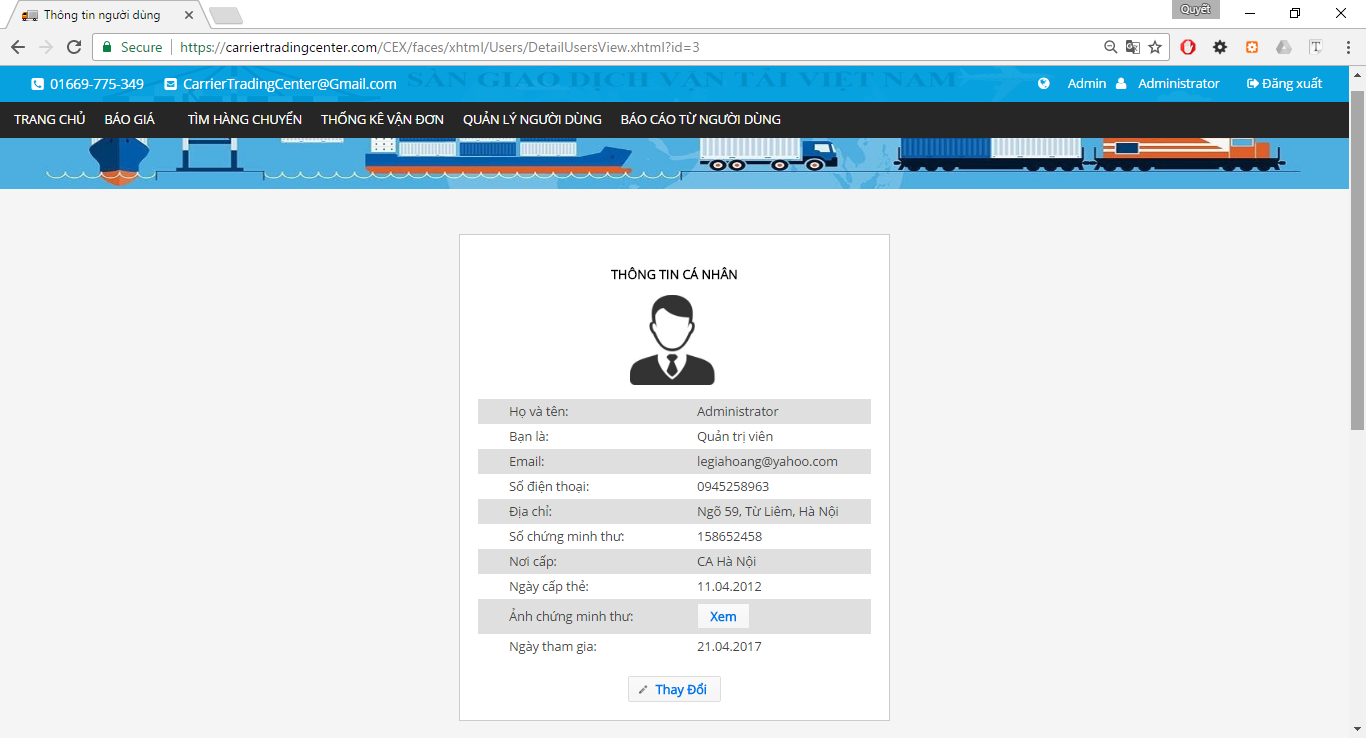 Thông tin người dùng
Quyết
Secure https://carriertradingcenter.com/CEX/faces/xhtml/Users/DetailUsersView.xhtml?id=3
SÀN GIAO DỊCH VẬN TẢI VIỆT NAM
01669-775-349 CarrierTradingCenter@Gmail.com Admin Administrator Đăng xuất
TRANG CHỦ BÁO GIÁ TÌM HÀNG CHUYỂN THỐNG KÊ VẬN ĐƠN QUẢN LÝ NGƯỜI DÙNG BÁO CÁO TỪ NGƯỜI DÙNG
THÔNG TIN CÁ NHÂN
Họ và tên: Administrator
Bạn là: Quản trị viên
Email: legiahoang@yahoo.com
Số điện thoại: 0945258963
Địa chỉ: Ngõ 59, Từ Liêm, Hà Nội
Số chứng minh thư: 158652458
Nơi cấp: CA Hà Nội
Ngày cấp thẻ: 11.04.2012
Ảnh chứng minh thư: Xem
Ngày tham gia: 21.04.2017
Thay Đổi